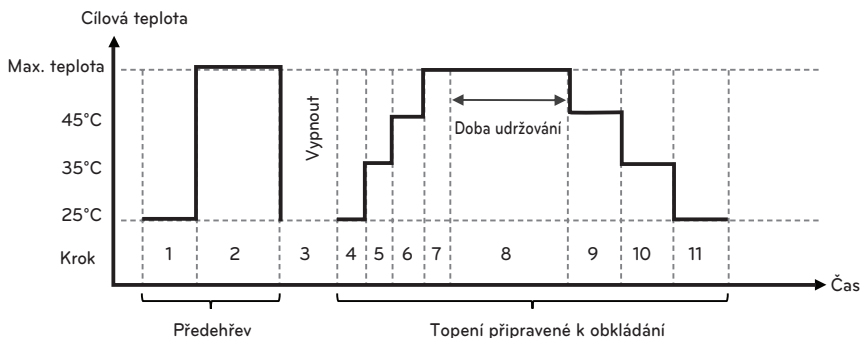 Cílová teplota
Max. teplota
45°C
35°C
25°C
Vypnout
Doba udržování
Krok 1 2 3 4 5 6 7 8 9 10 11
Čas
Předehřev
Topení připravené k obkládání